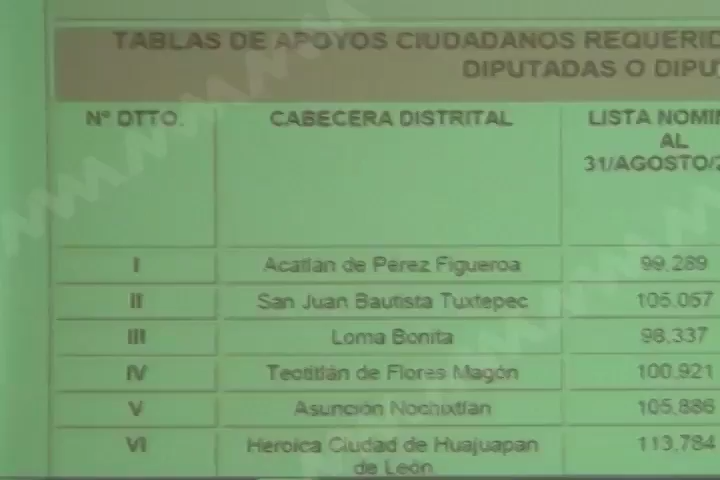 TABLAS DE APOYOS CIUDADANOS REQUERID
DIPUTADAS O DIPU
N° DTTO. CABECERA DISTRITAL LISTA NOMIN
AL
31/AGOSTO/2
I Acatlán de Pérez Figueroa 99,289
II San Juan Bautista Tuxtepec 105,057
III Loma Bonita 98,337
IV Teotitlán de Flores Magón 100,921
V Asunción Nochixtlán 105,886
VI Heroica Ciudad de Huajuapan 113,784
de León